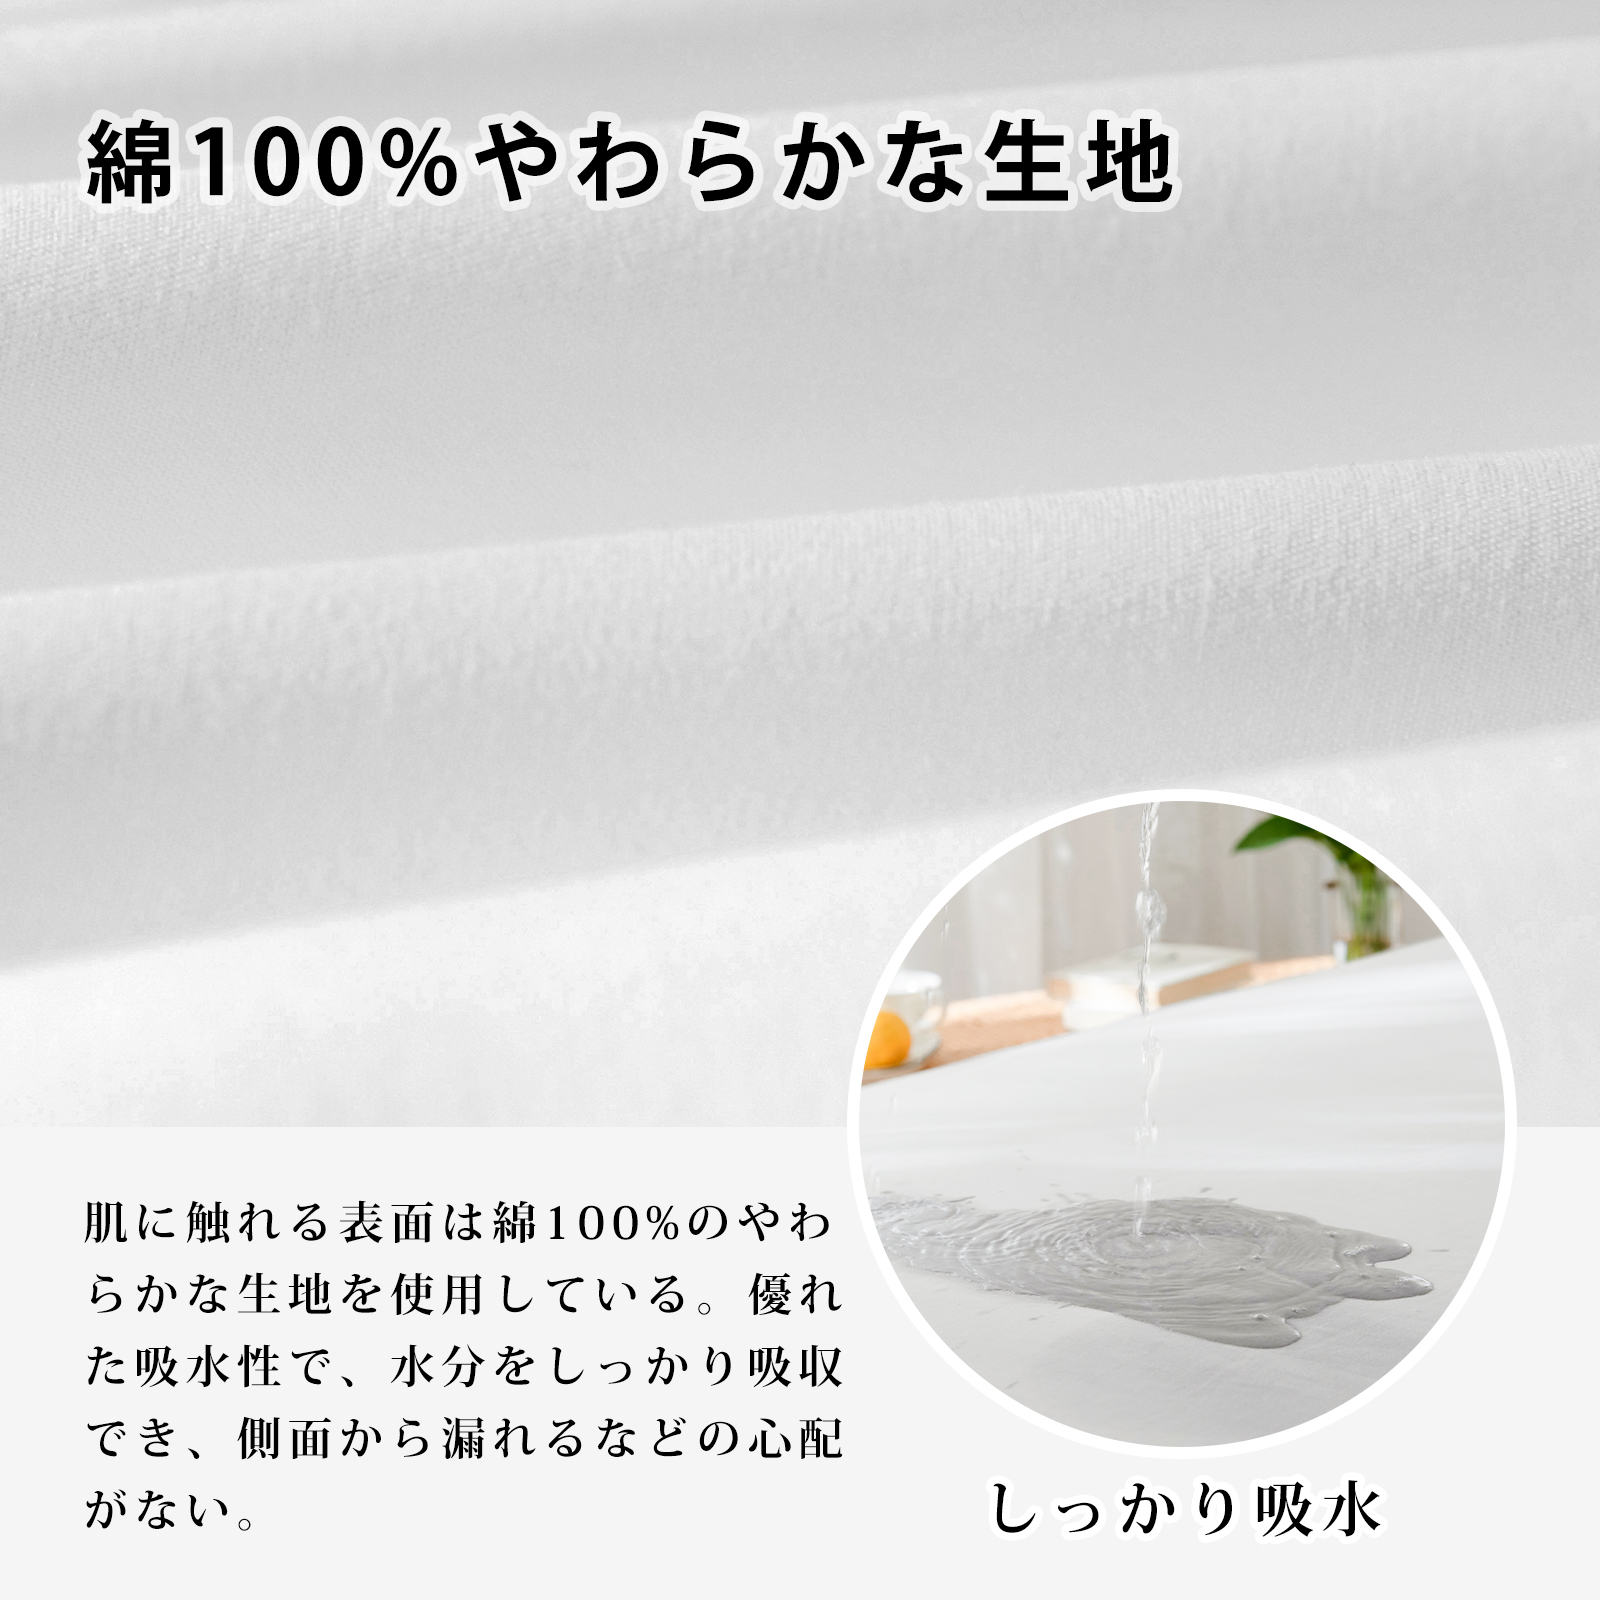 綿100%やわらかな生地
肌に触れる表面は綿100%のやわ
らかな生地を使用している。優れ
た吸水性で、水分をしっかり吸収
でき、側面から漏れるなどの心配
がない。
しっかり吸水